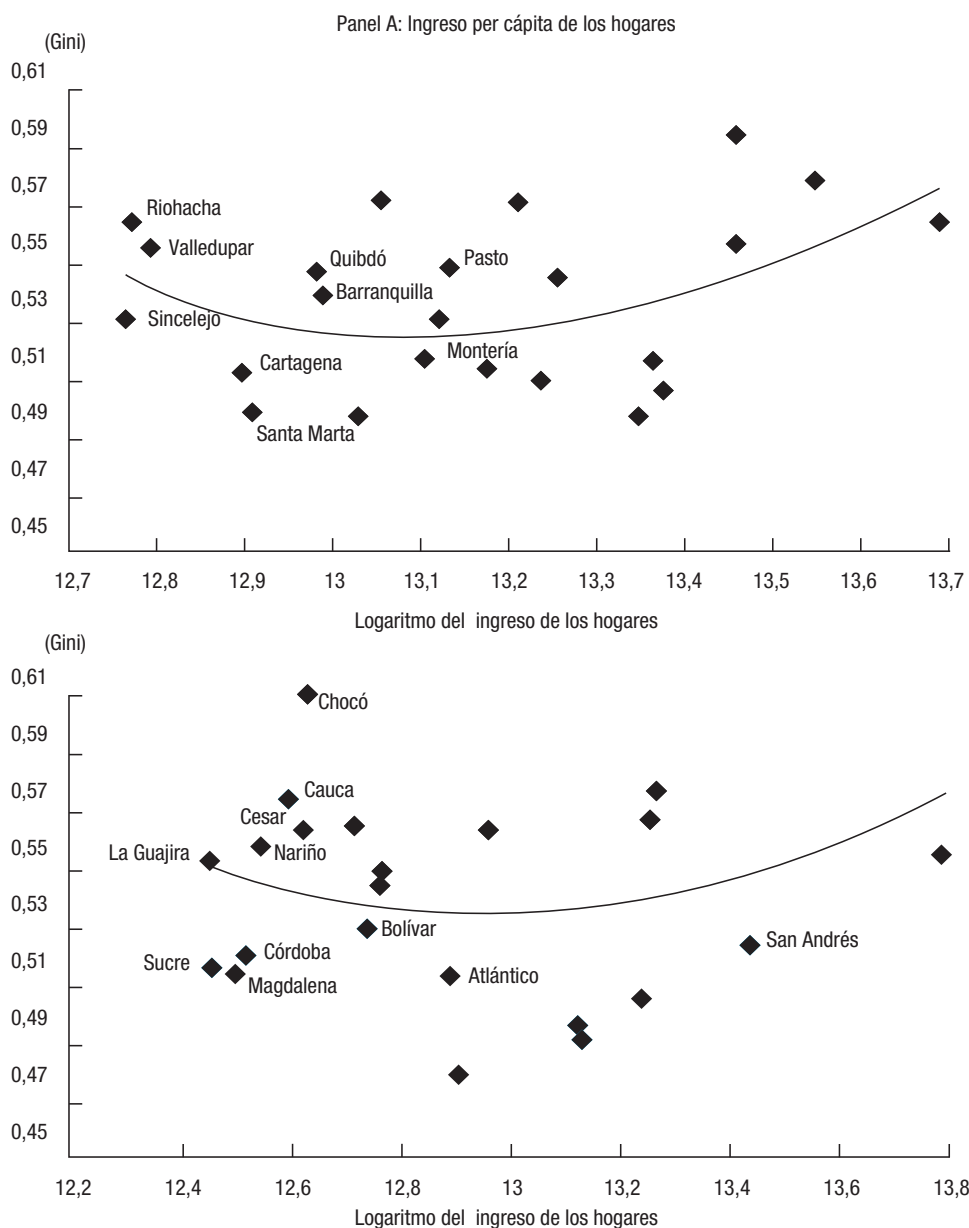 Panel A: Ingreso per cápita de los hogares
(Gini)
0,61
0,59
0,57
Riohacha
0,55
Valledupar
Quibdó
Pasto
0,53
Barranquilla
Sincelejo
0,51
Montería
Cartagena
0,49
Santa Marta
0,47
0,45
12,7 12,8 12,9 13 13,1 13,2 13,3 13,4 13,5 13,6 13,7
Logaritmo del ingreso de los hogares
(Gini)
0,61
Chocó
0,59
0,57
Cauca
Cesar
0,55
La Guajira
Nariño
0,53
Bolívar
San Andrés
0,51
Córdoba
Sucre
Atlántico
Magdalena
0,49
0,47
0,45
12,2 12,4 12,6 12,8 13 13,2 13,4 13,6 13,8
Logaritmo del ingreso de los hogares